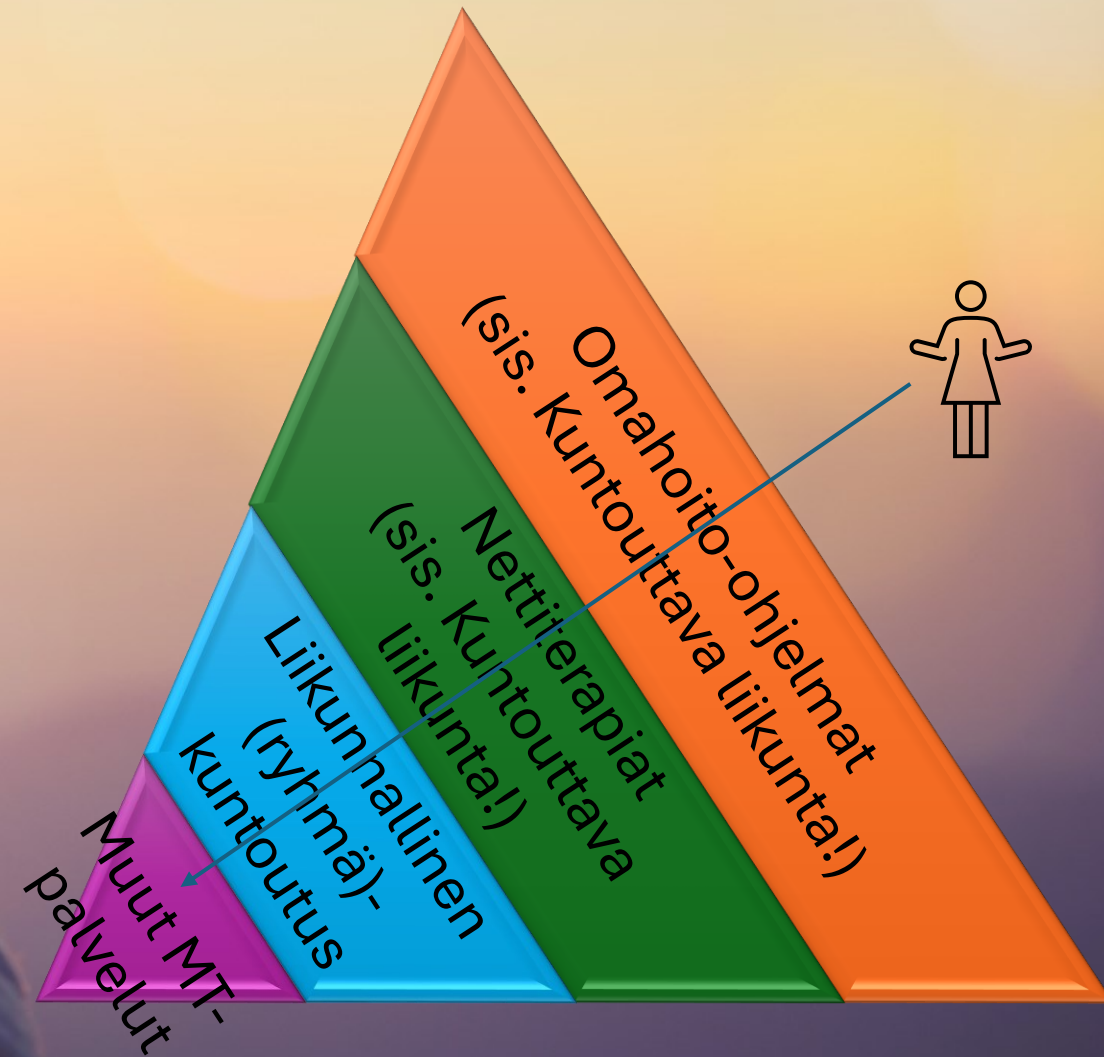 Omahoito-ohjelmat
(sis. Kuntouttava liikunta!)
Nettiterapiat
(sis. Kuntouttava
liikunta!)
Liikunnallinen
(ryhmä)-
kuntoutus
Muut MT-
palvelut